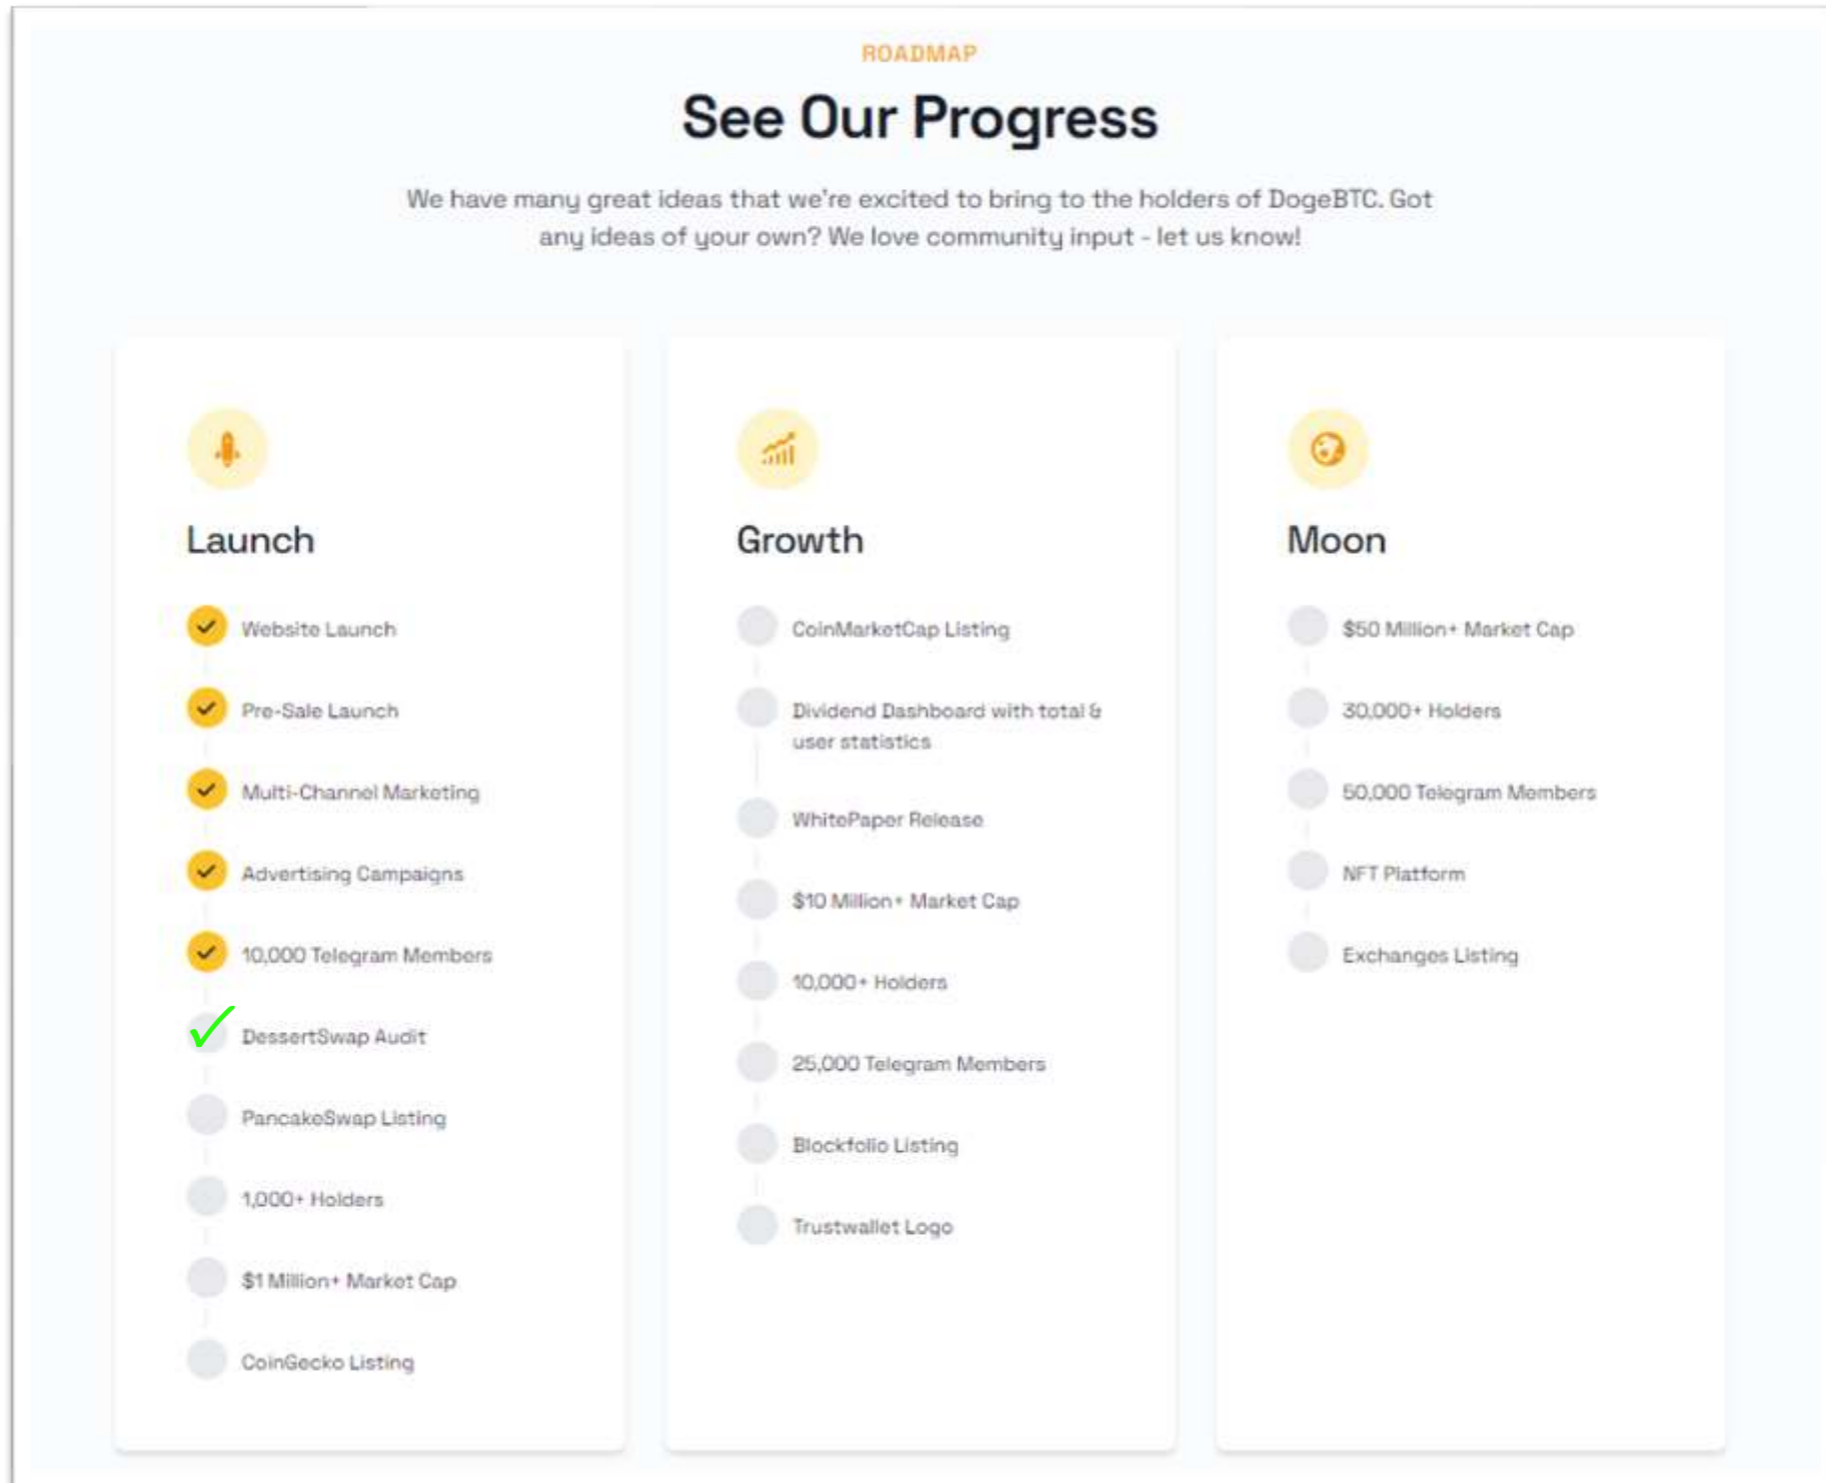 ROADMAP
See Our Progress
We have many great ideas that we're excited to bring to the holders of DogeBTC. Got
any ideas of your own? We love community input - let us know!
Launch
Website Launch
Pre-Sale Launch
Multi-Channel Marketing
Advertising Campaigns
10,000 Telegram Members
DessertSwap Audit
PancakeSwap Listing
1,000+ Holders
$1 Million+ Market Cap
CoinGecko Listing
Growth
CoinMarketCap Listing
Dividend Dashboard with total &
user statistics
WhitePaper Release
$10 Million+ Market Cap
10,000+ Holders
25,000 Telegram Members
Blockfolio Listing
Trustwallet Logo
Moon
$50 Million+ Market Cap
30,000+ Holders
50,000 Telegram Members
NFT Platform
Exchanges Listing